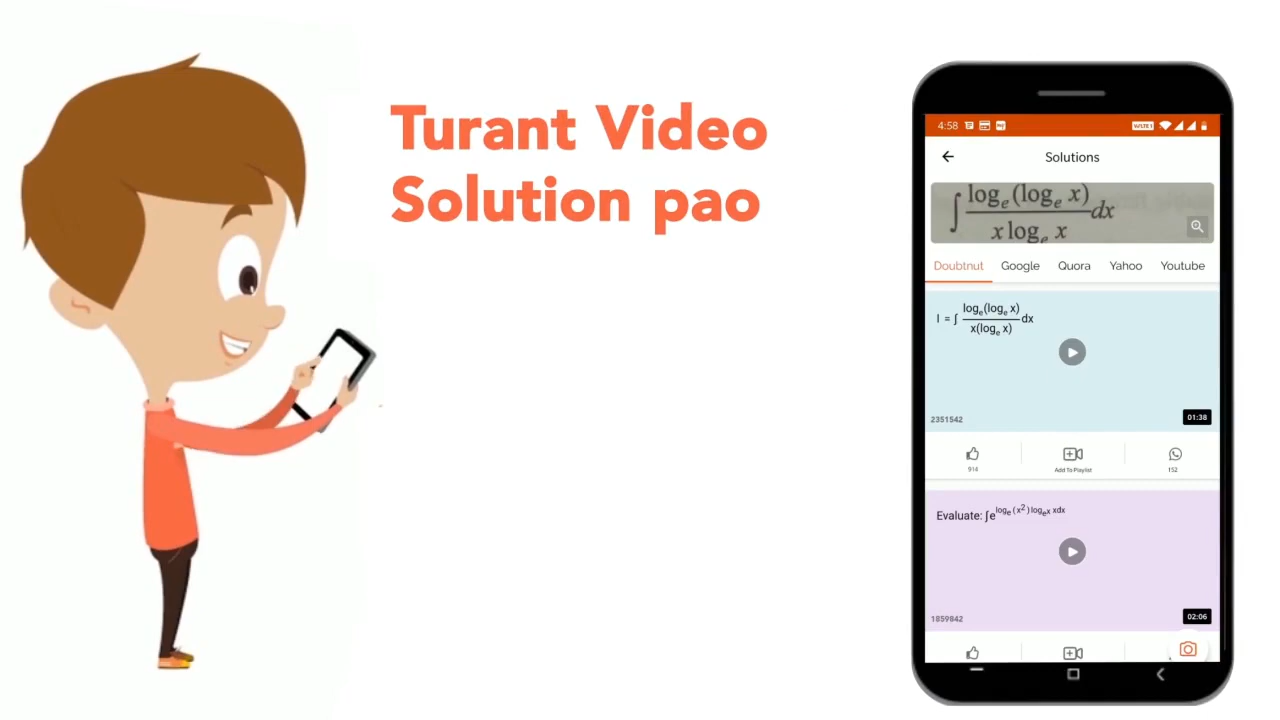 Turant Video
Solution pao
4:58
VoLTE1
Solutions
∫ logₑ(logₑ x) / x logₑ x dx
Doubtnut Google Quora Yahoo Youtube
I = ∫ logₑ(logₑ x) / x(logₑ x) dx
2351542
01:38
914
Add To Playlist
152
Evaluate: ∫e^logₑ(x²)logₑx xdx
1859842
02:06